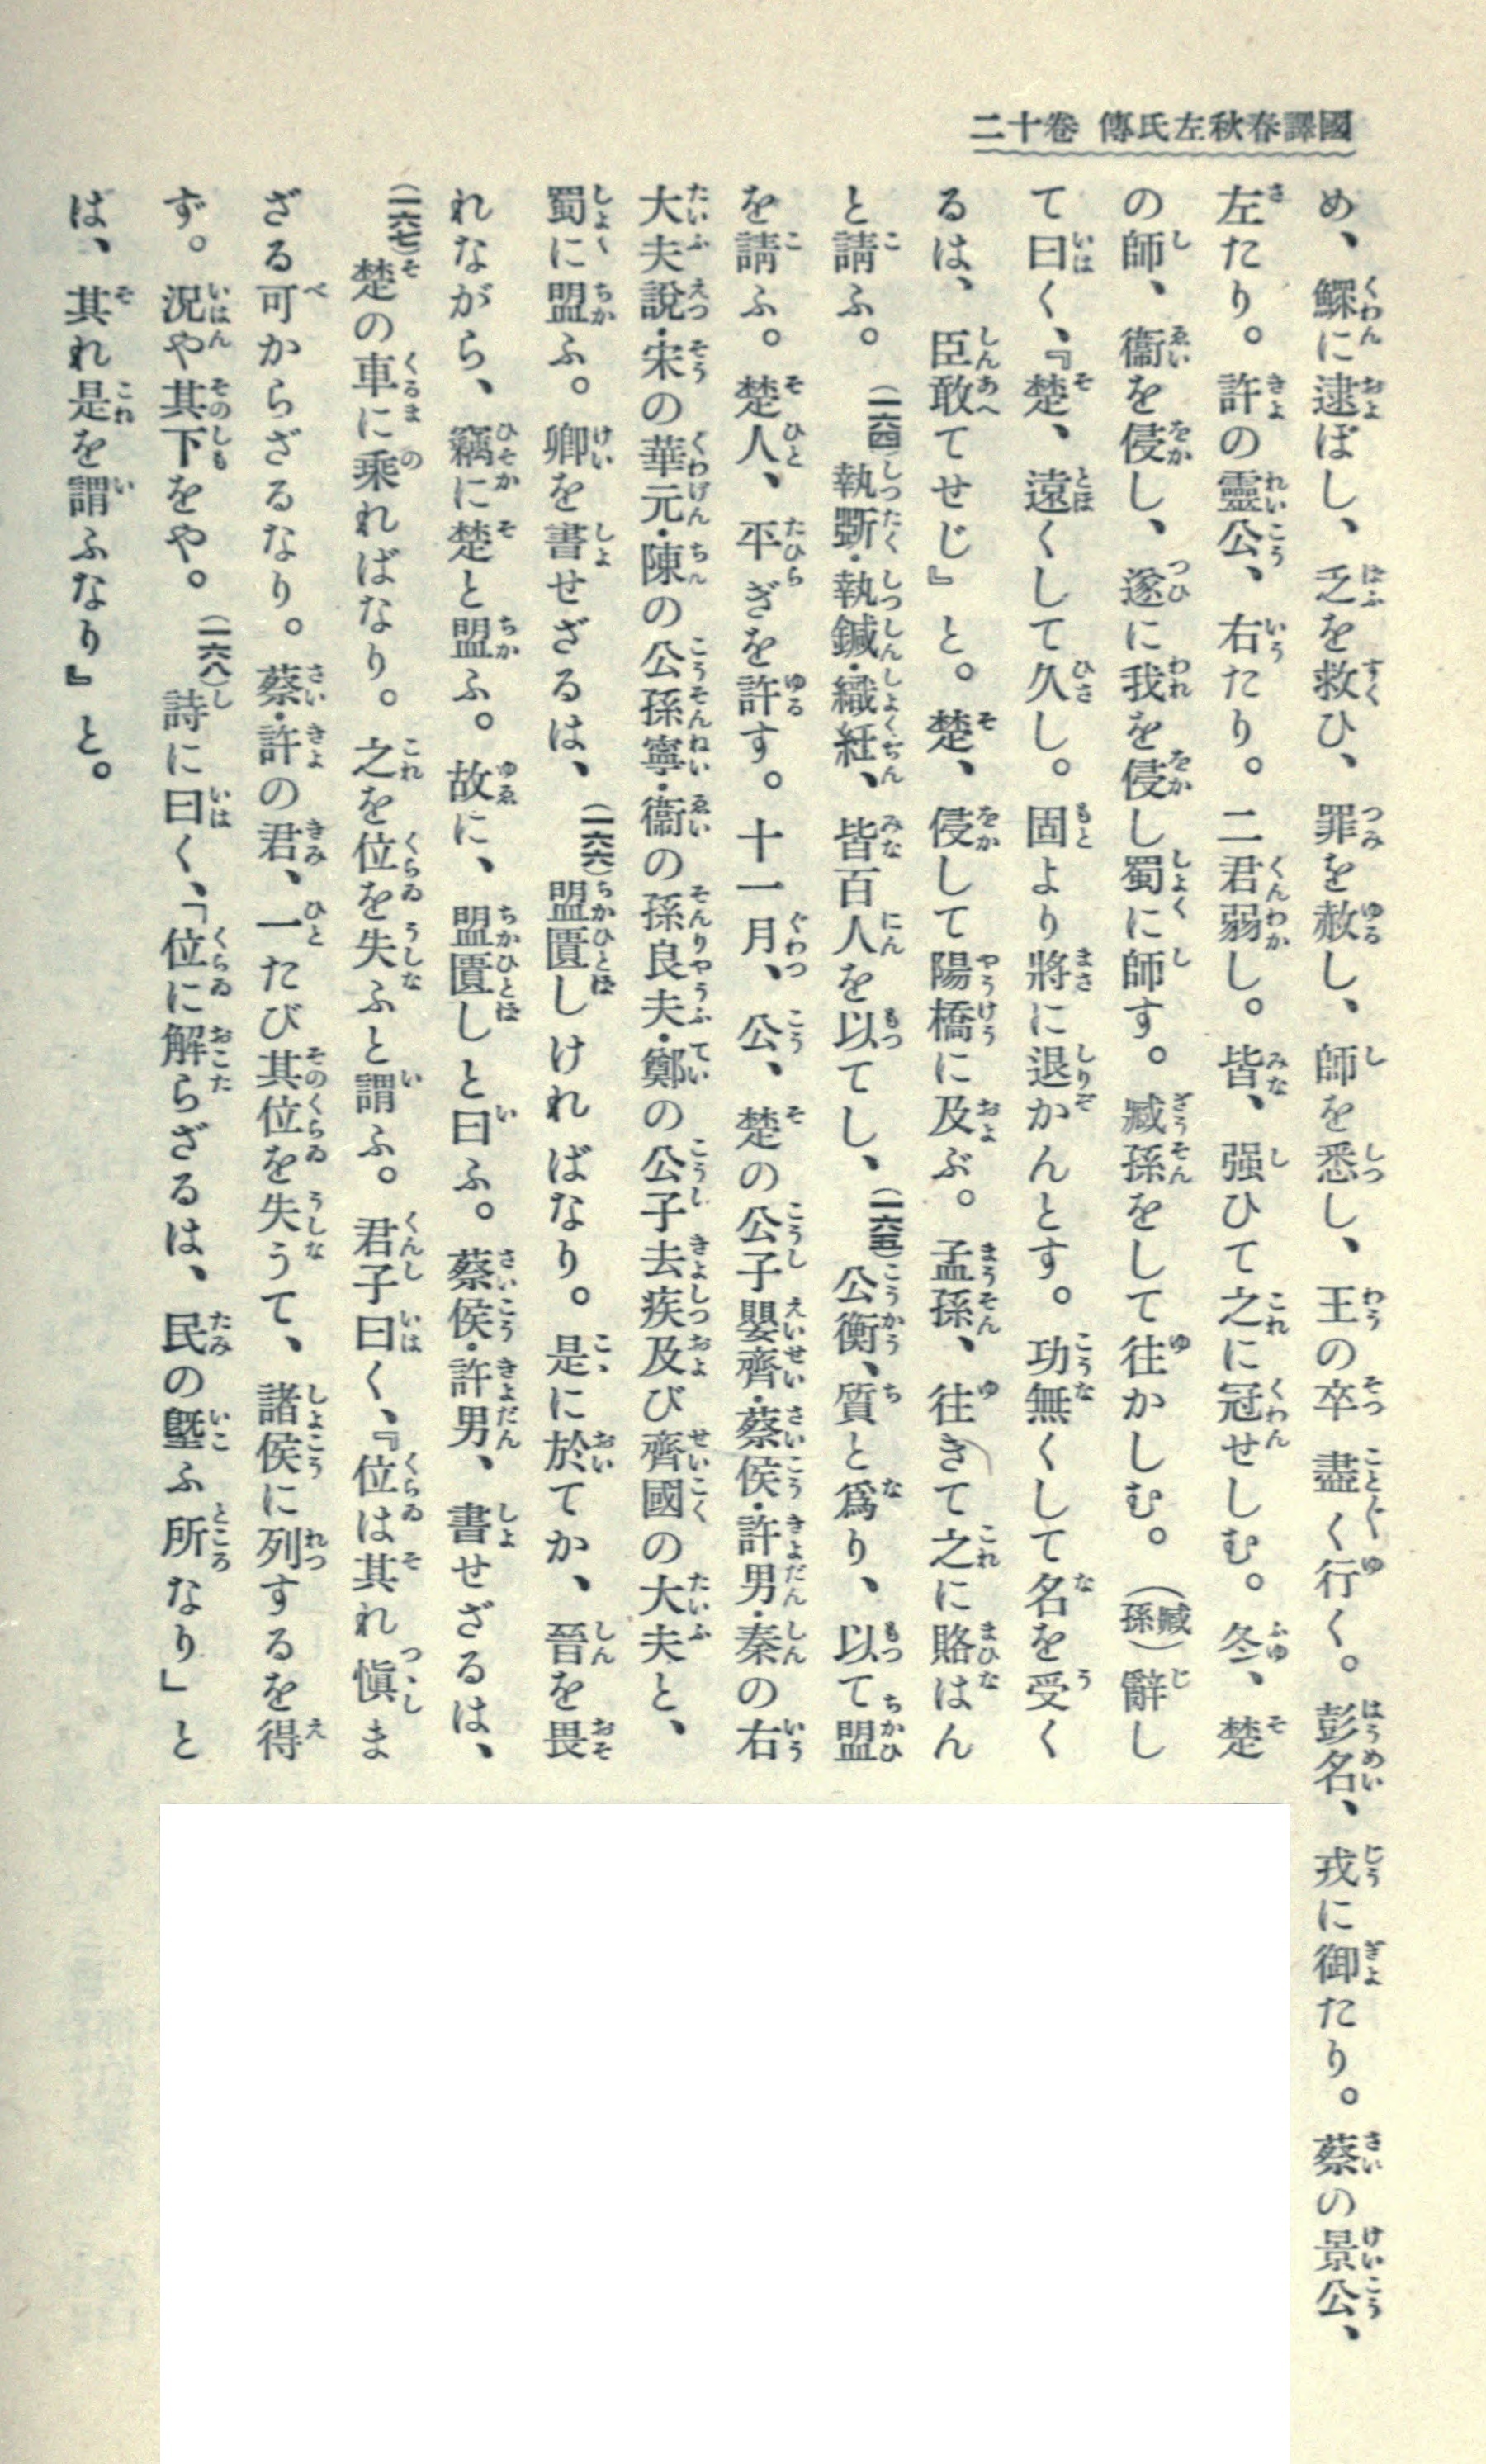 國譯春秋左氏傳 卷十二
め、鰥に逮ぼし、乏を救ひ、罪を赦し、師を悉し、王の卒盡く行く。彭名、戎に御たり。蔡の景公、
左たり。許の靈公、右たり。二君弱し。皆、强ひて之に冠せしむ。冬、楚
の師、衞を侵し、遂に我を侵し蜀に師す。臧孫をして往かしむ。(臧孫)辭し
て曰く、『楚、遠くして久し。固より將に退かんとす。功無くして名を受く
るは、臣敢てせじ』と。楚、侵して陽橋に及ぶ。孟孫、往きて之に賂はん
と請ふ。(一六四)執斲・執鍼・織紝、皆百人を以てし、(一六五)公衡、質と爲り、以て盟
を請ふ。楚人、平ぎを許す。十一月、公、楚の公子嬰齊・蔡侯・許男・秦の右
大夫說・宋の華元・陳の公孫寧・衞の孫良夫・鄭の公子去疾及び齊國の大夫と、
蜀に盟ふ。卿を書せざるは、(一六六)盟匱しければなり。是に於てか、晉を畏
れながら、竊に楚と盟ふ。故に、盟匱しと曰ふ。蔡侯・許男、書せざるは、
(一六七)楚の車に乘ればなり。之を位を失ふと謂ふ。君子曰く、『位は其れ愼ま
ざる可からざるなり。蔡・許の君、一たび其位を失うて、諸侯に列するを得
ず。況や其下をや。(一六八)詩に曰く、「位に解らざるは、民の墍ふ所なり」と
は、其れ是を謂ふなり』と。